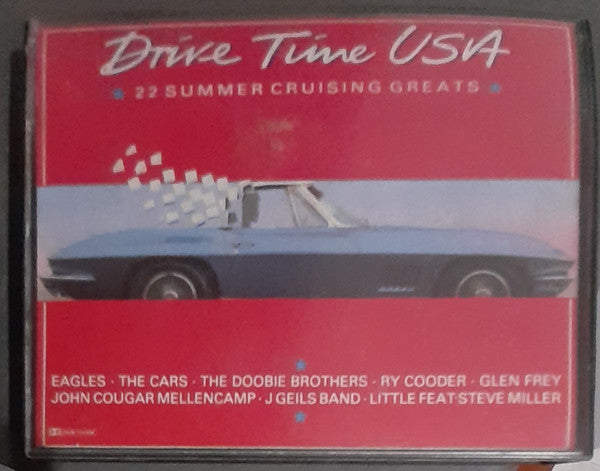 Drive Time USA
★ 22 SUMMER CRUISING GREATS ★
EAGLES · THE CARS · THE DOOBIE BROTHERS · RY COODER · GLEN FREY
JOHN COUGAR MELLENCAMP · J GEILS BAND · LITTLE FEAT · STEVE MILLER